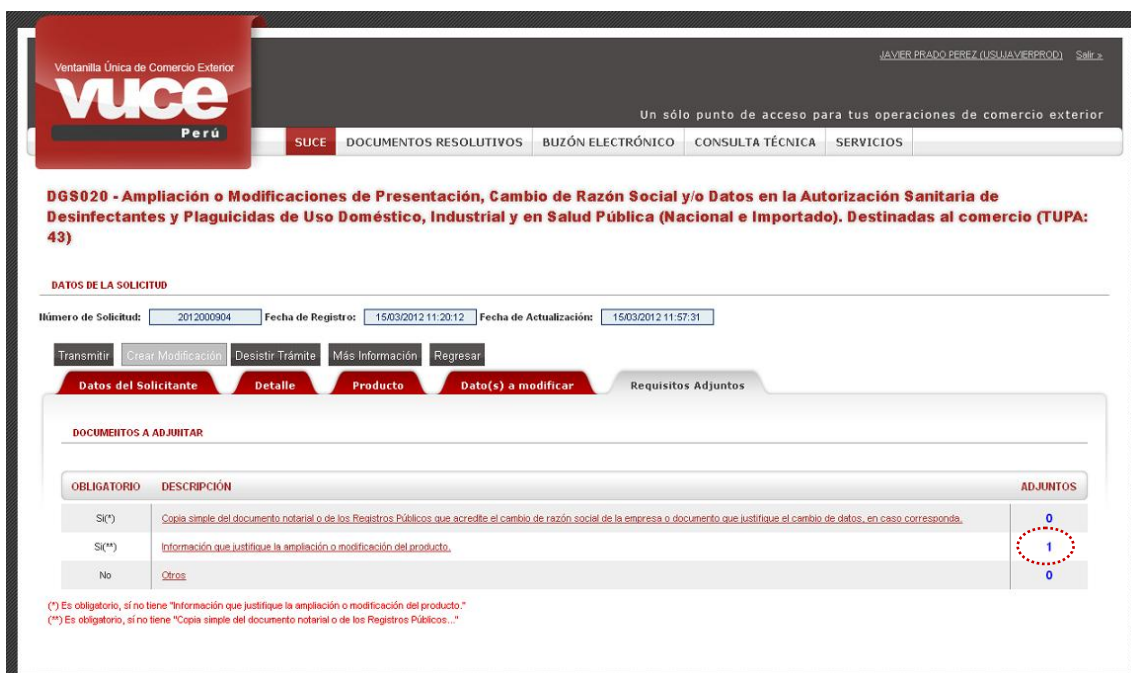 JAVIER PRADO PEREZ (USUJAVIERPROD) Salir »
Ventanilla Única de Comercio Exterior
vuce
Perú
Un sólo punto de acceso para tus operaciones de comercio exterior
SUCE DOCUMENTOS RESOLUTIVOS BUZÓN ELECTRÓNICO CONSULTA TÉCNICA SERVICIOS
DGS020 - Ampliación o Modificaciones de Presentación, Cambio de Razón Social y/o Datos en la Autorización Sanitaria de
Desinfectantes y Plaguicidas de Uso Doméstico, Industrial y en Salud Pública (Nacional e Importado). Destinadas al comercio (TUPA:
43)
DATOS DE LA SOLICITUD
Número de Solicitud: 2012000904 Fecha de Registro: 15/03/2012 11:20:12 Fecha de Actualización: 15/03/2012 11:57:31
Transmitir Crear Modificación Desistir Trámite Más Información Regresar
Datos del Solicitante Detalle Producto Dato(s) a modificar Requisitos Adjuntos
DOCUMENTOS A ADJUNTAR
OBLIGATORIO DESCRIPCIÓN ADJUNTOS
Si(*) Copia simple del documento notarial o de los Registros Públicos que acredite el cambio de razón social de la empresa o documento que justifique el cambio de datos, en caso corresponda. 0
Si(**) Información que justifique la ampliación o modificación del producto. 1
No Otros 0
(*) Es obligatorio, sí no tiene "Información que justifique la ampliación o modificación del producto."
(**) Es obligatorio, sí no tiene "Copia simple del documento notarial o de los Registros Públicos..."